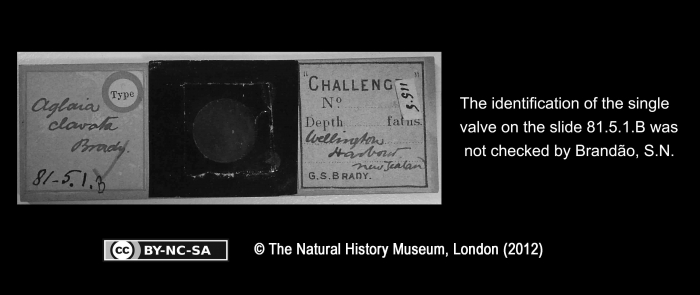 Aglaia
clavata
Brady.
Type
81-5.1.B
"CHALLENG
"
No
Depth fatns.
Wellington
Harbour
New Zealand
G.S. BRADY.
The identification of the single
valve on the slide 81.5.1.B was
not checked by Brandão, S.N.
cc BY-NC-SA
© The Natural History Museum, London (2012)